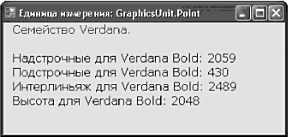 Единица измерения: GraphicsUnit.Point
Семейство Verdana.
Надстрочные для Verdana Bold: 2059
Подстрочные для Verdana Bold: 430
Интерлиньяж для Verdana Bold: 2489
Высота для Verdana Bold: 2048